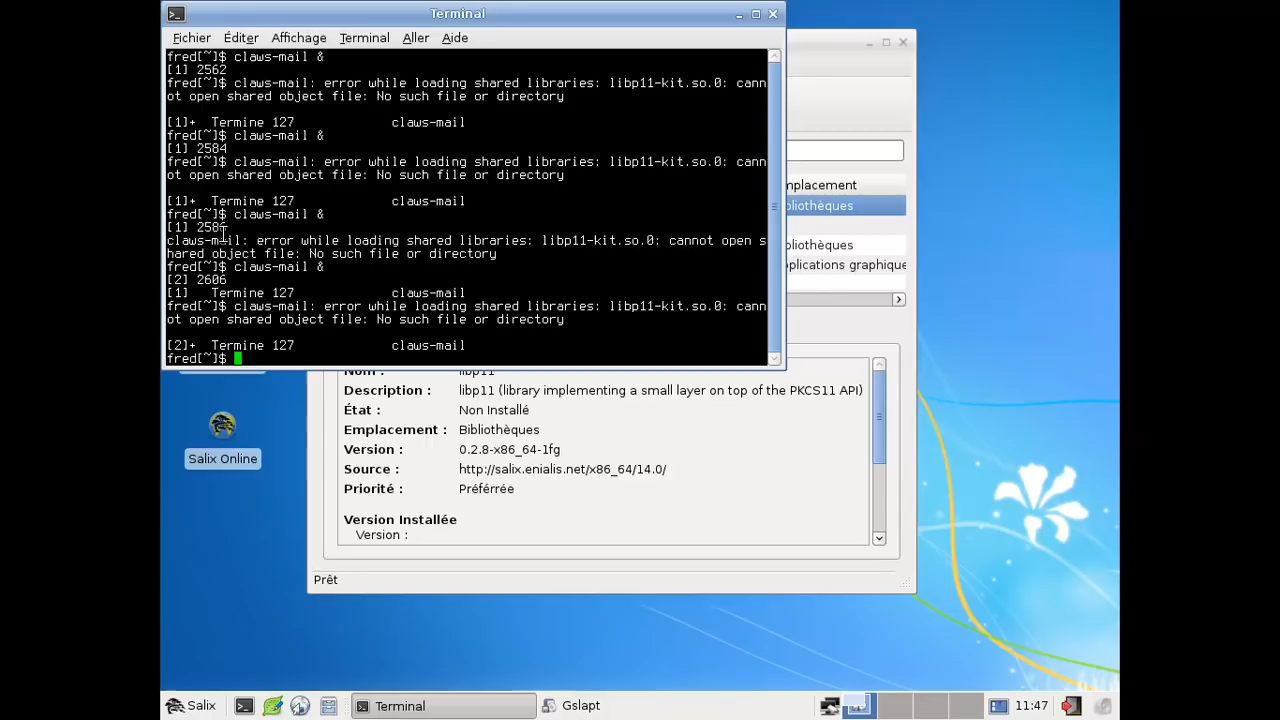 Terminal
Fichier Éditer Affichage Terminal Aller Aide
fred[~]$ claws-mail &
[1] 2562
fred[~]$ claws-mail: error while loading shared libraries: libp11-kit.so.0: cann
ot open shared object file: No such file or directory
[1]+ Termine 127 claws-mail
fred[~]$ claws-mail &
[1] 2584
fred[~]$ claws-mail: error while loading shared libraries: libp11-kit.so.0: cann
ot open shared object file: No such file or directory
[1]+ Termine 127 claws-mail
fred[~]$ claws-mail &
[1]
claws-mail: error while loading shared libraries: libp11-kit.so.0: cannot open s
hared object file: No such file or directory
fred[~]$ claws-mail &
[2] 2606
[1] Termine 127 claws-mail
fred[~]$ claws-mail: error while loading shared libraries: libp11-kit.so.0: cann
ot open shared object file: No such file or directory
[2]+ Termine 127 claws-mail
fred[~]$
mplacement
bliothèques
bliothèques
plications graphique
Nom : libp11
Description : libp11 (library implementing a small layer on top of the PKCS11 API)
État : Non Installé
Emplacement : Bibliothèques
Version : 0.2.8-x86_64-1fg
Source : http://salix.enialis.net/x86_64/14.0/
Priorité : Préférrée
Version Installée
Version :
Prêt
Salix Online
Salix Terminal Gslapt 11:47